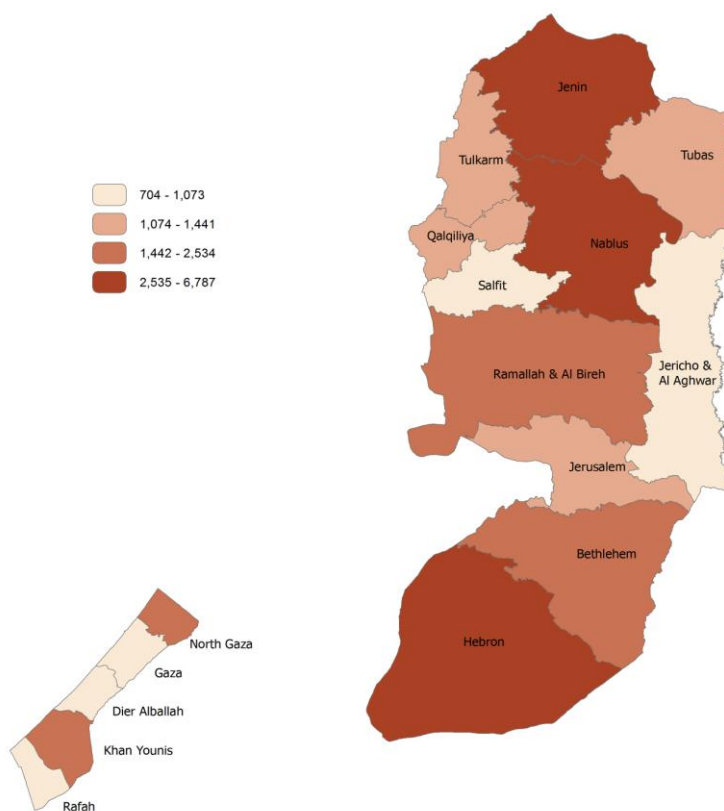 Jenin
Tulkarm
Tubas
704 - 1,073
1,074 - 1,441
1,442 - 2,534
2,535 - 6,787
Qalqiliya
Nablus
Salfit
Ramallah & Al Bireh
Jericho &
Al Aghwar
Jerusalem
Bethlehem
Hebron
North Gaza
Gaza
Dier Alballah
Khan Younis
Rafah